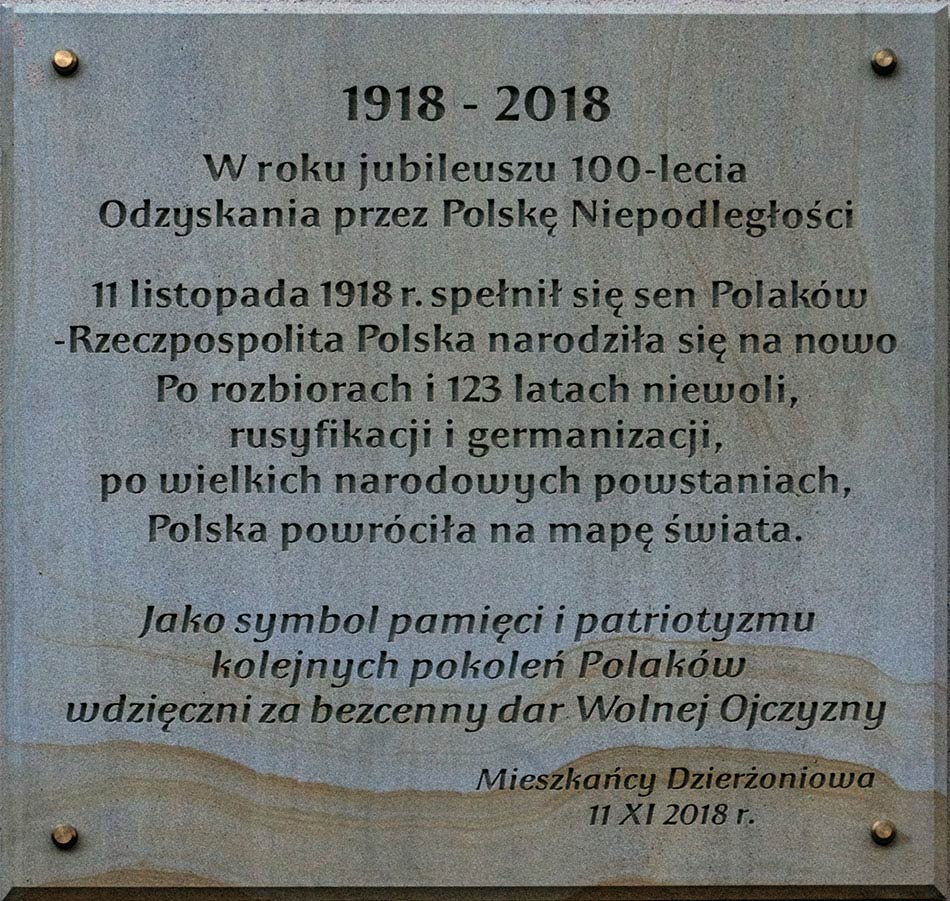 1918 - 2018
W roku jubileuszu 100-lecia
Odzyskania przez Polskę Niepodległości
11 listopada 1918 r. spełnił się sen Polaków
-Rzeczpospolita Polska narodziła się na nowo
Po rozbiorach i 123 latach niewoli,
rusyfikacji i germanizacji,
po wielkich narodowych powstaniach,
Polska powróciła na mapę świata.
Jako symbol pamięci i patriotyzmu
kolejnych pokoleń Polaków
wdzięczni za bezcenny dar Wolnej Ojczyzny
Mieszkańcy Dzierżoniowa
11 XI 2018 r.